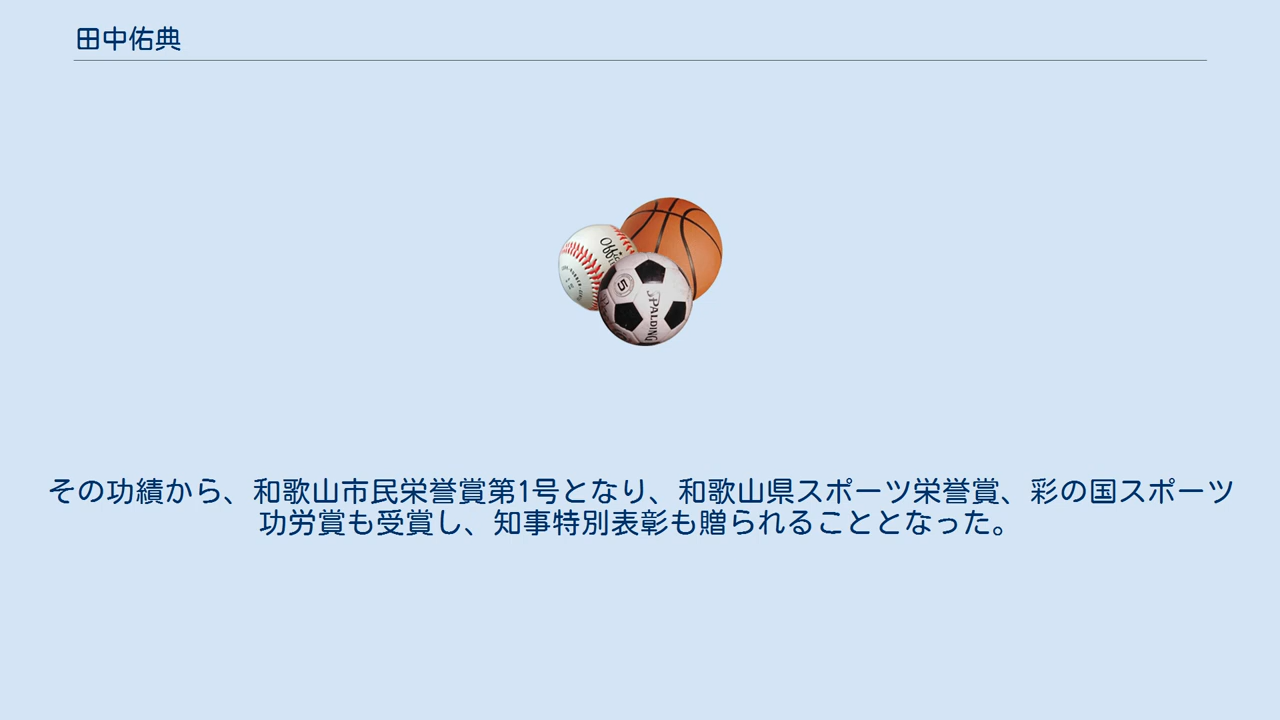 田中佑典
Offic
5
SPALDING
その功績から、和歌山市民栄誉賞第1号となり、和歌山県スポーツ栄誉賞、彩の国スポーツ
功労賞も受賞し、知事特別表彰も贈られることとなった。